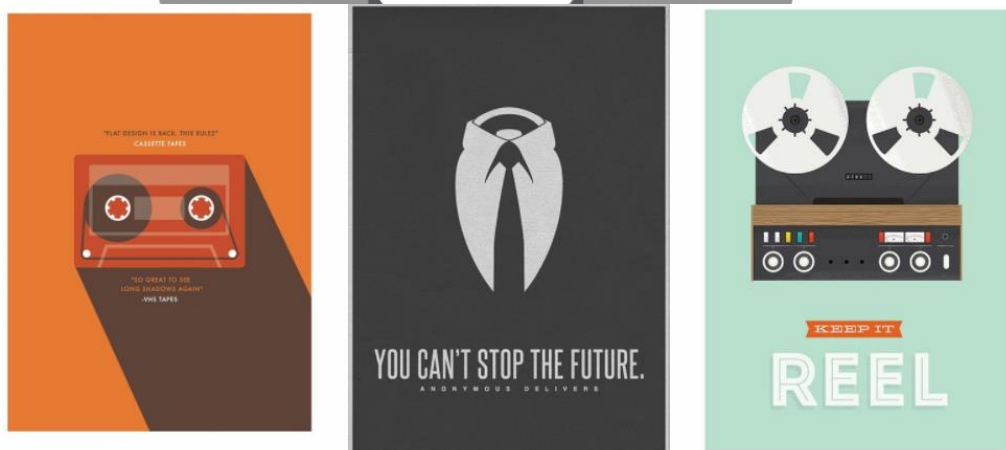 "FLAT DESIGN IS BACK. THIS RULEZ"
-CASSETTE TAPES
"SO GREAT TO SEE
LONG SHADOWS AGAIN"
-VHS TAPES
YOU CAN'T STOP THE FUTURE.
ANONYMOUS DELIVERS
KEEP IT
REEL